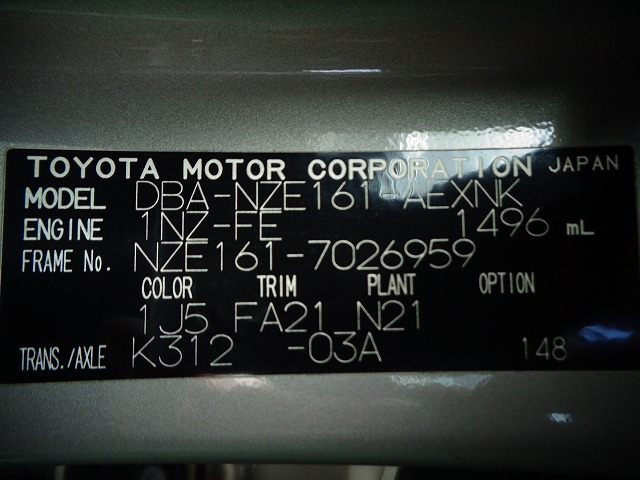 TOYOTA MOTOR CORPORATION JAPAN
MODEL DBA-NZE161-AEXNK
ENGINE 1NZ-FE 1496 mL
FRAME No. NZE161-7026959
COLOR TRIM PLANT OPTION
1J5 FA21 N21
TRANS./AXLE K312 -03A 148